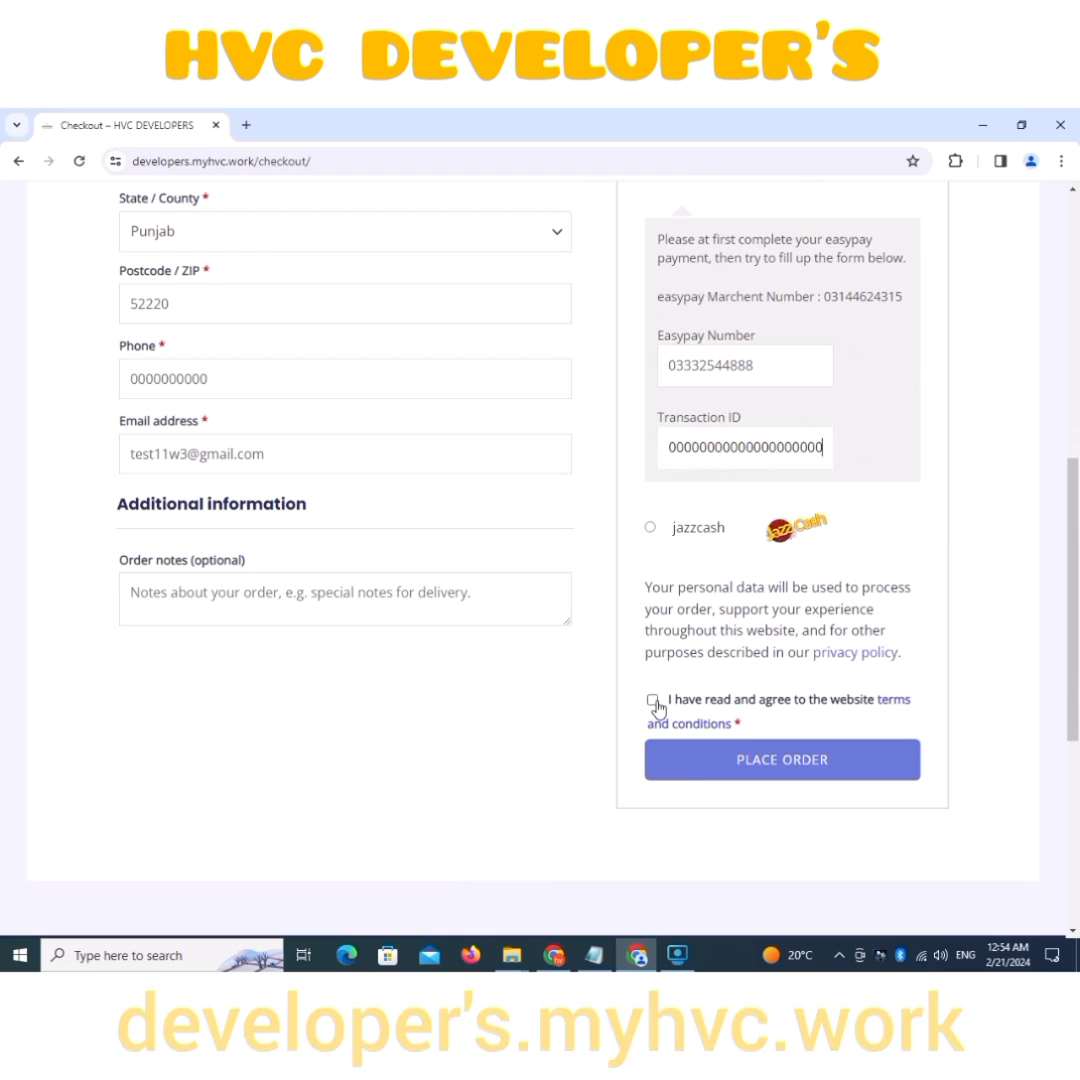 HVC DEVELOPER'S
Checkout – HVC DEVELOPERS
developers.myhvc.work/checkout/
State / County *
Punjab
Postcode / ZIP *
52220
Phone *
0000000000
Email address *
test11w3@gmail.com
Additional information
Order notes (optional)
Notes about your order, e.g. special notes for delivery.
Please at first complete your easypay
payment, then try to fill up the form below.
easypay Marchent Number : 03144624315
Easypay Number
03332544888
Transaction ID
00000000000000000000
jazzcash
Jazz Cash
Your personal data will be used to process
your order, support your experience
throughout this website, and for other
purposes described in our privacy policy.
I have read and agree to the website terms
and conditions *
PLACE ORDER
Type here to search
20°C
ENG
12:54 AM
2/21/2024
developer's.myhvc.work